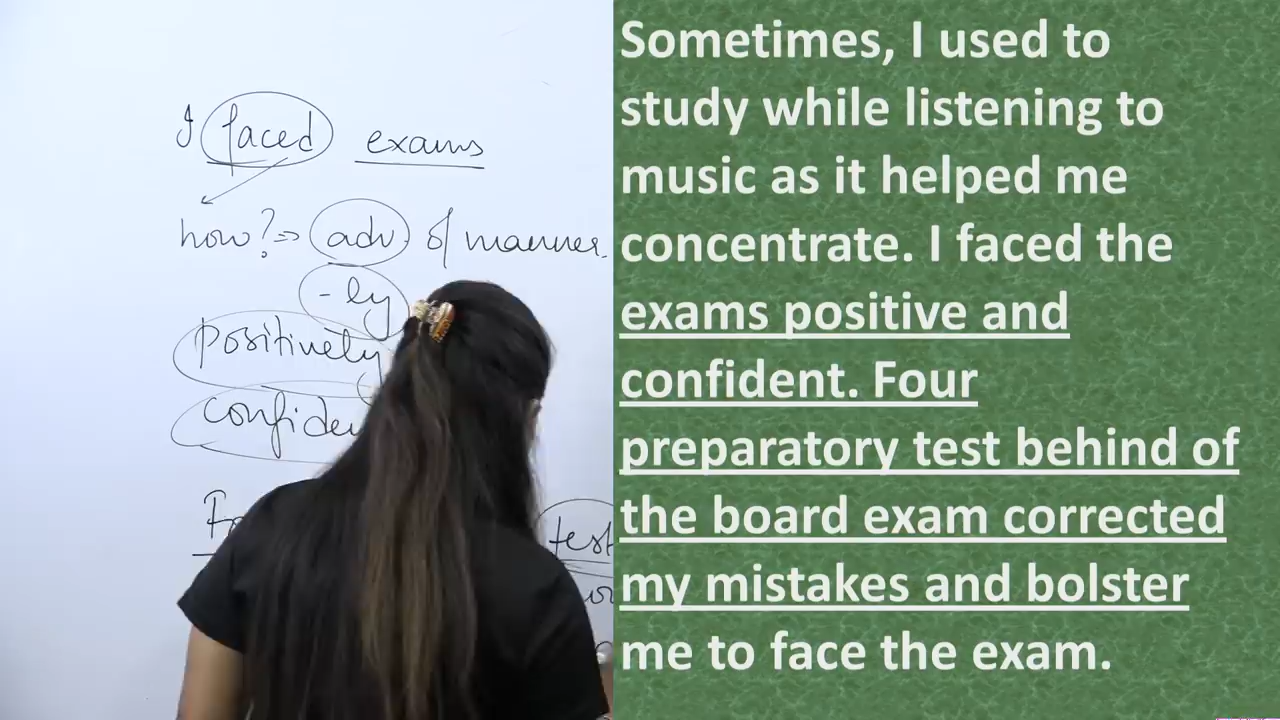 I faced exams
how? => adv. of manner.
-ly
positively
test
Sometimes, I used to
study while listening to
music as it helped me
concentrate. I faced the
exams positive and
confident. Four
preparatory test behind of
the board exam corrected
my mistakes and bolster
me to face the exam.